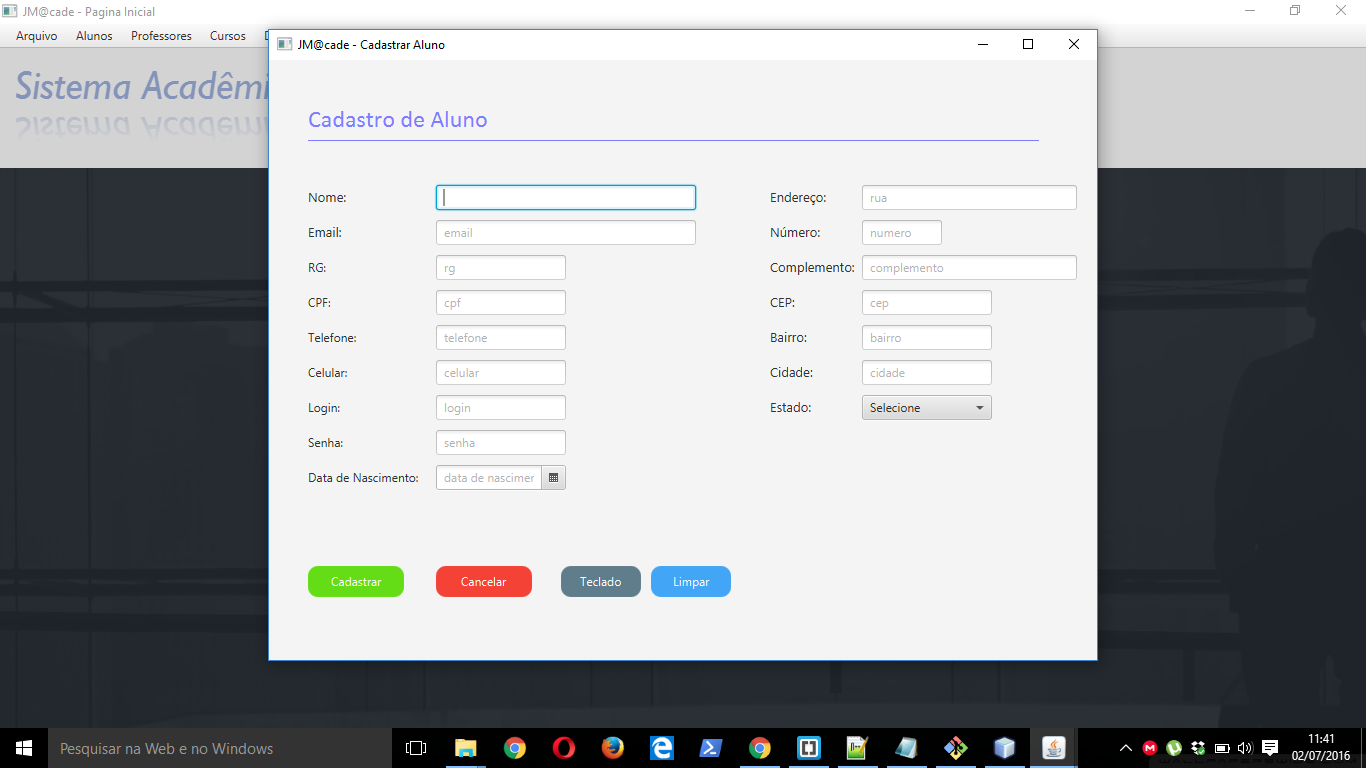 JM@cade - Pagina Inicial
Arquivo Alunos Professores Cursos
Sistema Acadêmi
JM@cade - Cadastrar Aluno
Cadastro de Aluno
Nome:
Email: email
RG: rg
CPF: cpf
Telefone: telefone
Celular: celular
Login: login
Senha: senha
Data de Nascimento: data de nascimer
Endereço: rua
Número: numero
Complemento: complemento
CEP: cep
Bairro: bairro
Cidade: cidade
Estado: Selecione
Cadastrar Cancelar Teclado Limpar
Pesquisar na Web e no Windows
11:41
02/07/2016